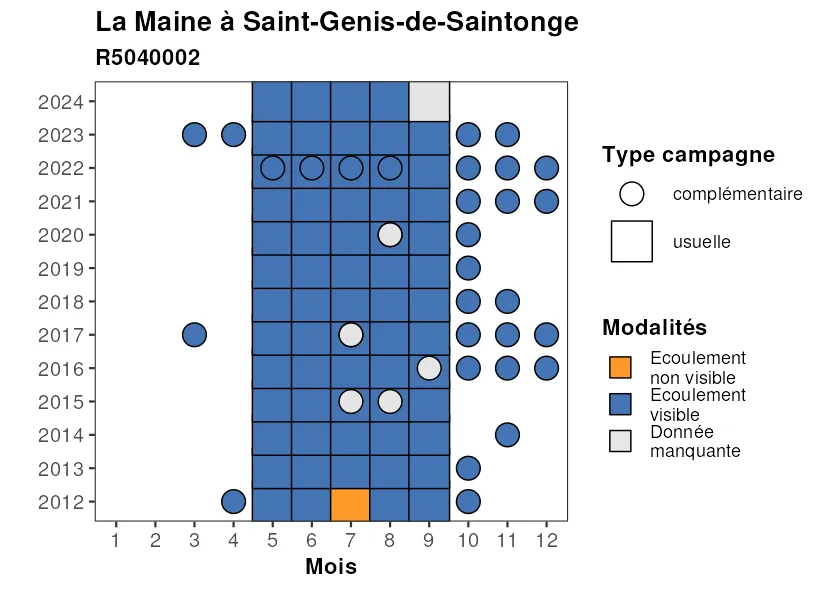 La Maine à Saint-Genis-de-Saintonge
R5040002
2024
2023
2022
2021
2020
2019
2018
2017
2016
2015
2014
2013
2012
1 2 3 4 5 6 7 8 9 10 11 12
Mois
Type campagne
complémentaire
usuelle
Modalités
Ecoulement
non visible
Ecoulement
visible
Donnée
manquante